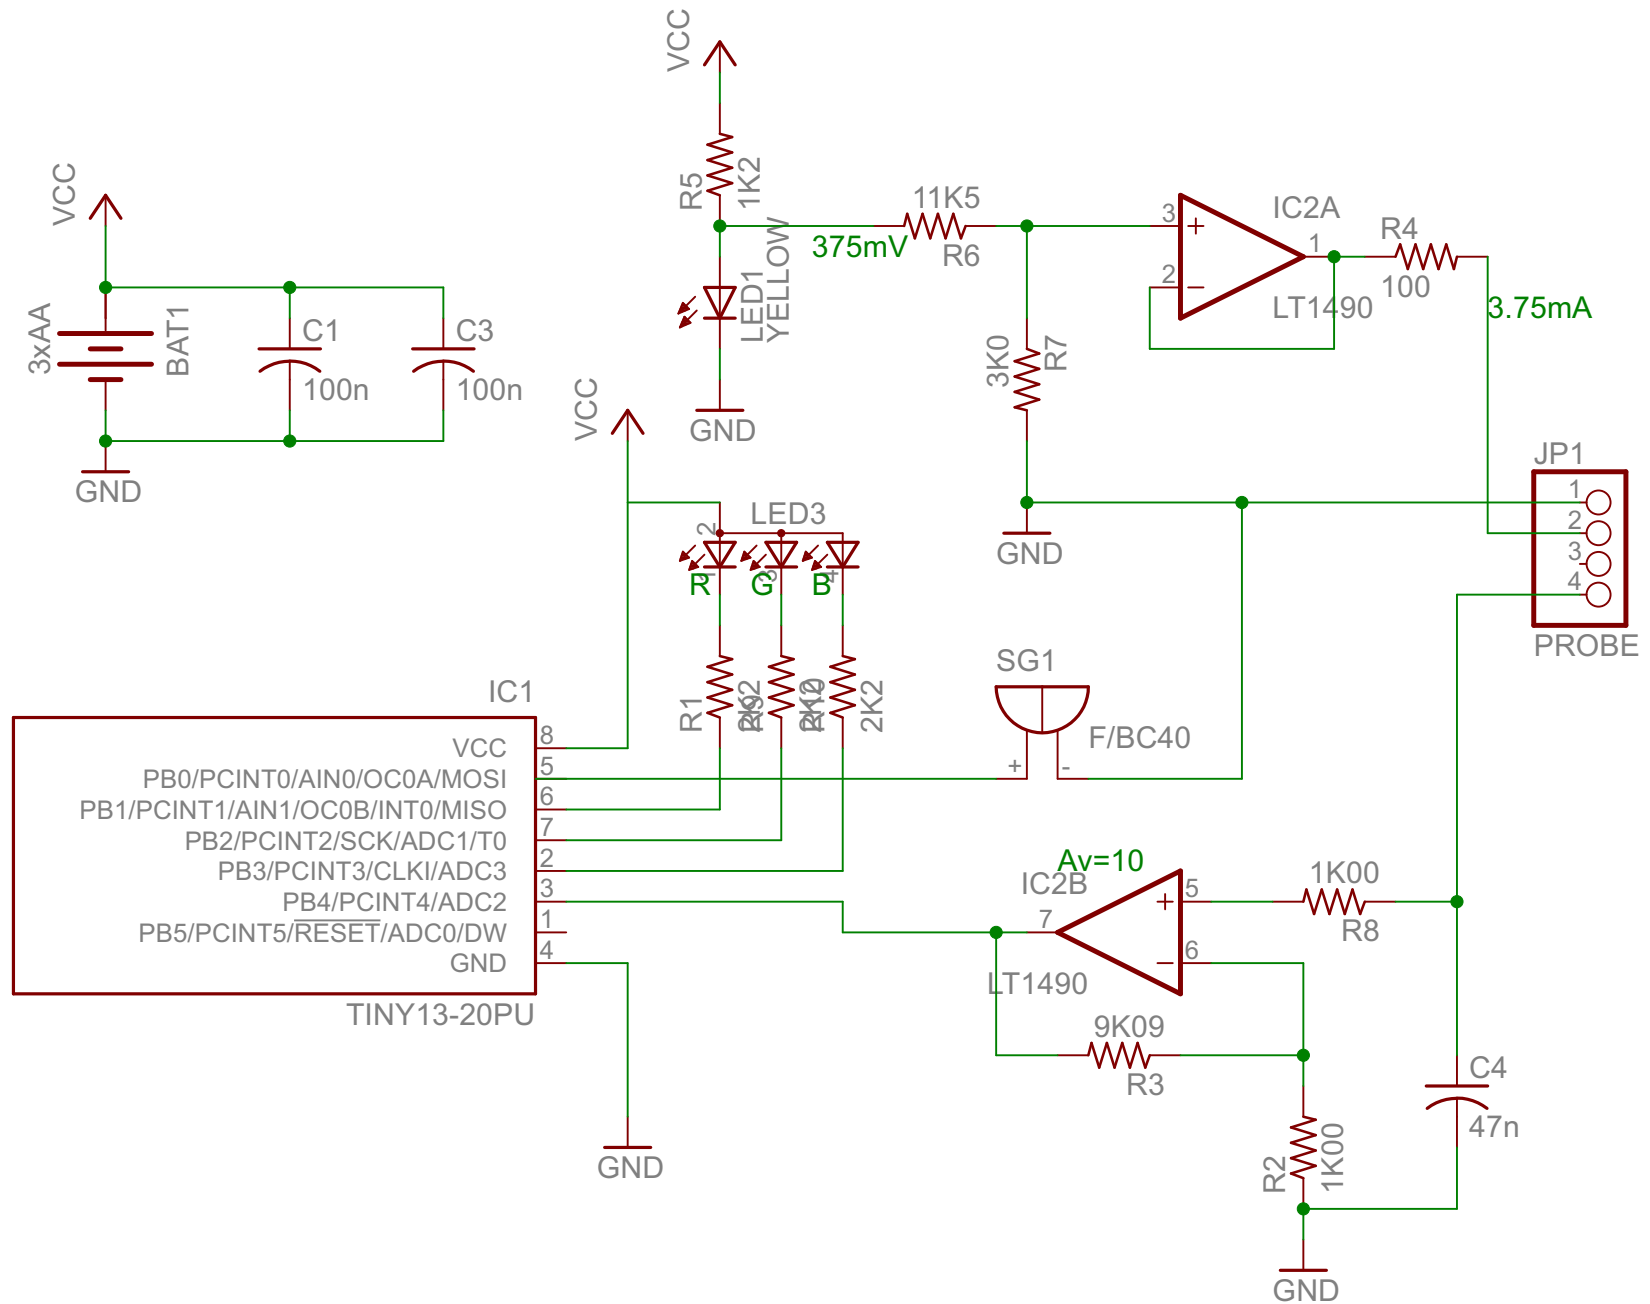 VCC
R5
1K2
LED1
YELLOW
GND
375mV
11K5
R6
3K0
R7
GND
3
2
1
+
−
IC2A
LT1490
R4
100
3.75mA
VCC
3xAA
BAT1
C1
100n
C3
100n
GND
JP1
1
2
3
4
PROBE
VCC
LED3
2
R
G
B
R1
2K2
SG1
F/BC40
+
-
IC1
VCC
8
PB0/PCINT0/AIN0/OC0A/MOSI
5
PB1/PCINT1/AIN1/OC0B/INT0/MISO
6
PB2/PCINT2/SCK/ADC1/T0
7
PB3/PCINT3/CLKI/ADC3
2
PB4/PCINT4/ADC2
3
PB5/PCINT5/RESET/ADC0/DW
1
GND
4
TINY13-20PU
GND
Av=10
IC2B
7
5
6
+
−
LT1490
1K00
R8
9K09
R3
R2
1K00
C4
47n
GND